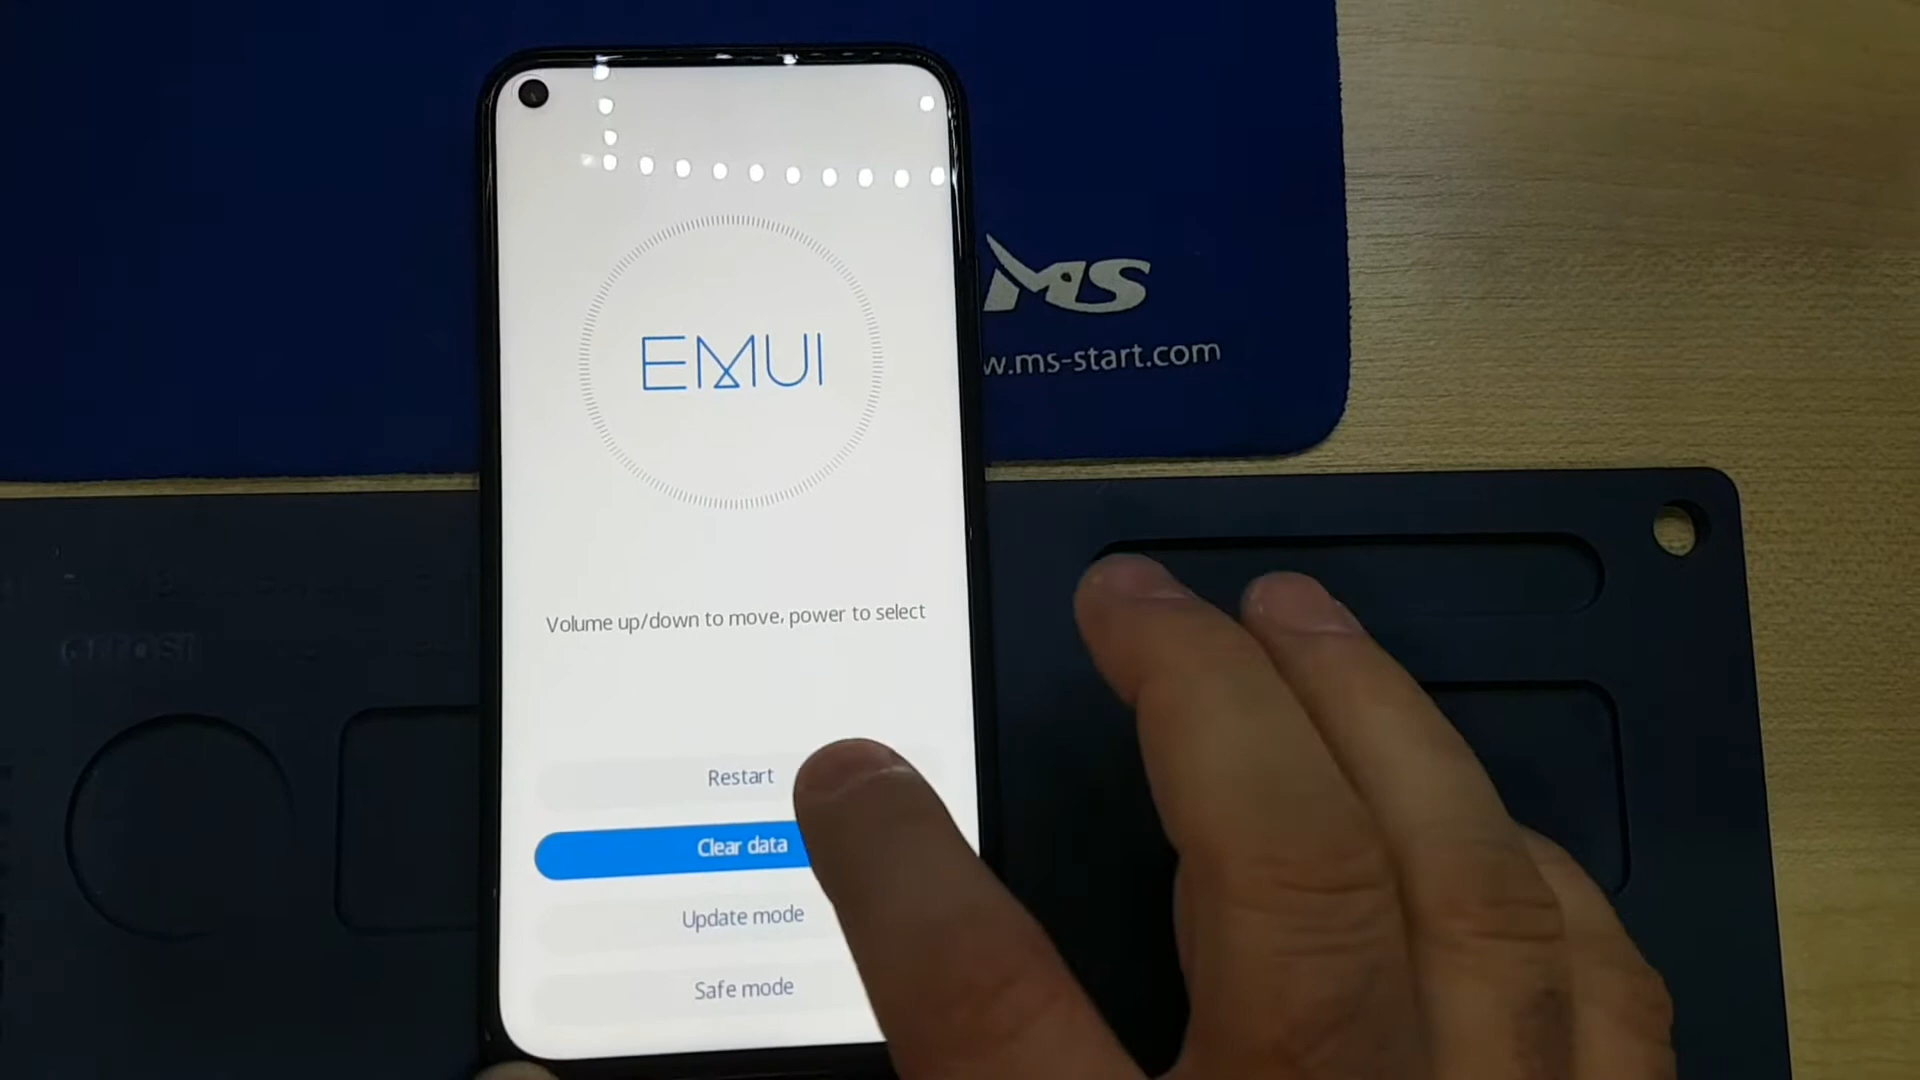 EMUI
MS
w.ms-start.com
Volume up/down to move, power to select
Restart
Clear data
Update mode
Safe mode